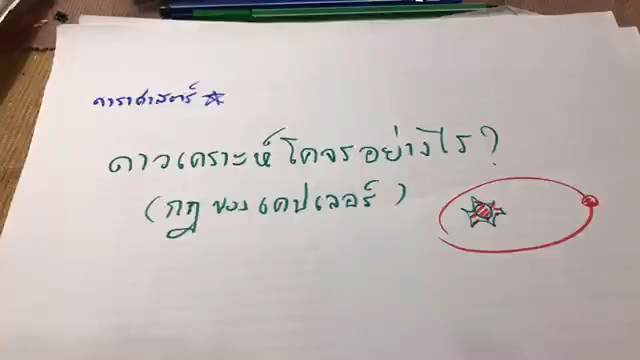 ดาราศาสตร์
ดาวเคราะห์โคจรอย่างไร?
(กฎของเคปเลอร์)